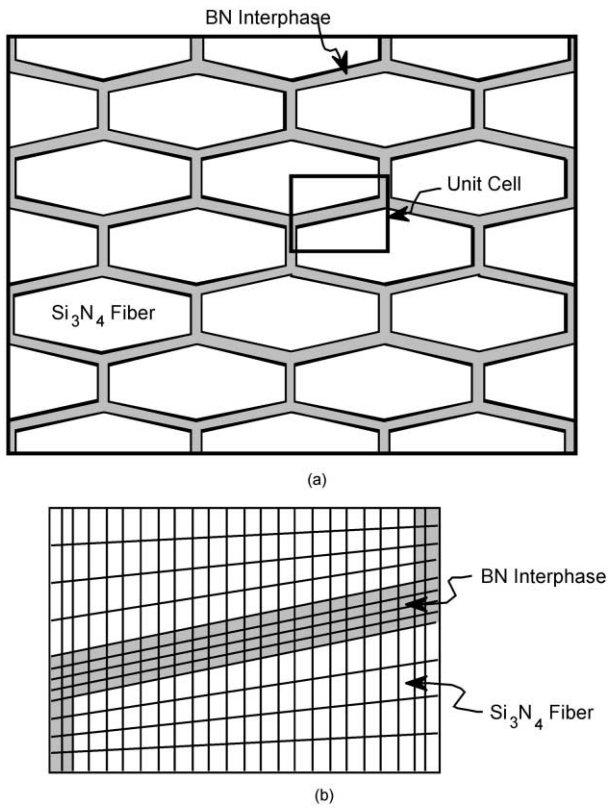 BN Interphase
Unit Cell
Si3N4 Fiber
(a)
BN Interphase
Si3N4 Fiber
(b)